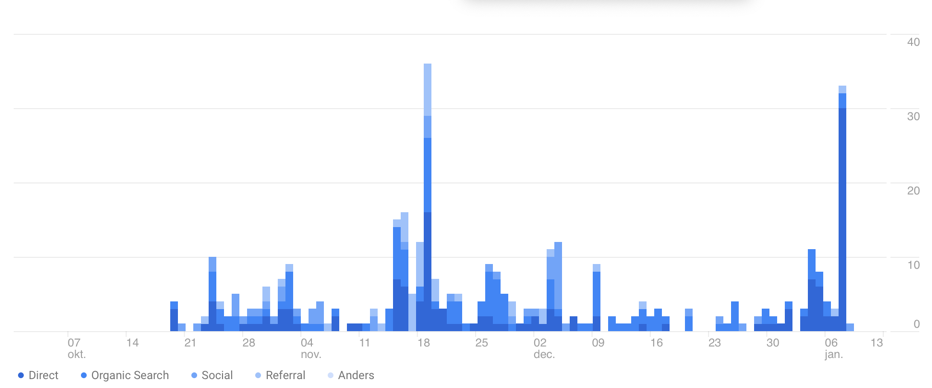 40
30
20
10
0
07 14 21 28 04 11 18 25 02 09 16 23 30 06 13
okt. nov. dec. jan.
Direct Organic Search Social Referral Anders